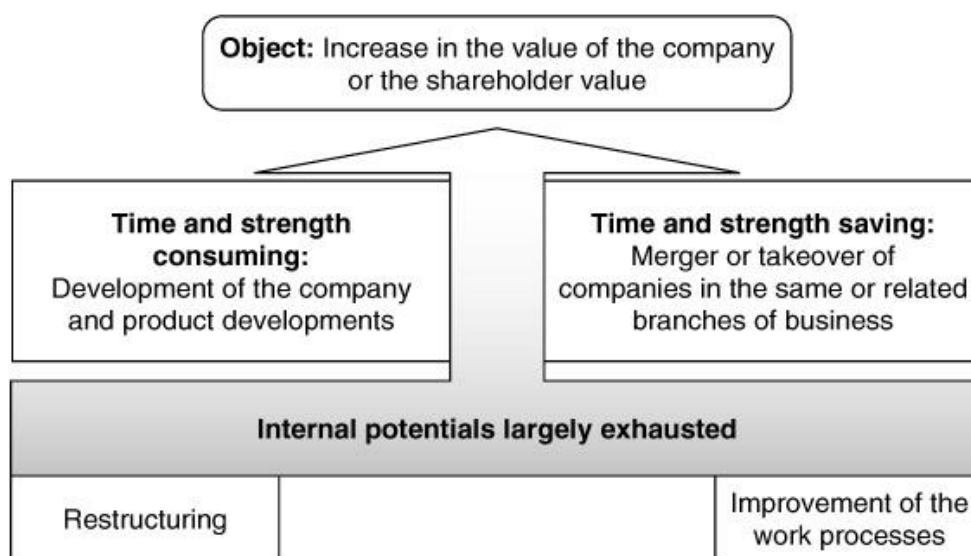 Object: Increase in the value of the company
or the shareholder value
Time and strength
consuming:
Development of the company
and product developments
Time and strength saving:
Merger or takeover of
companies in the same or related
branches of business
Internal potentials largely exhausted
Restructuring
Improvement of the
work processes